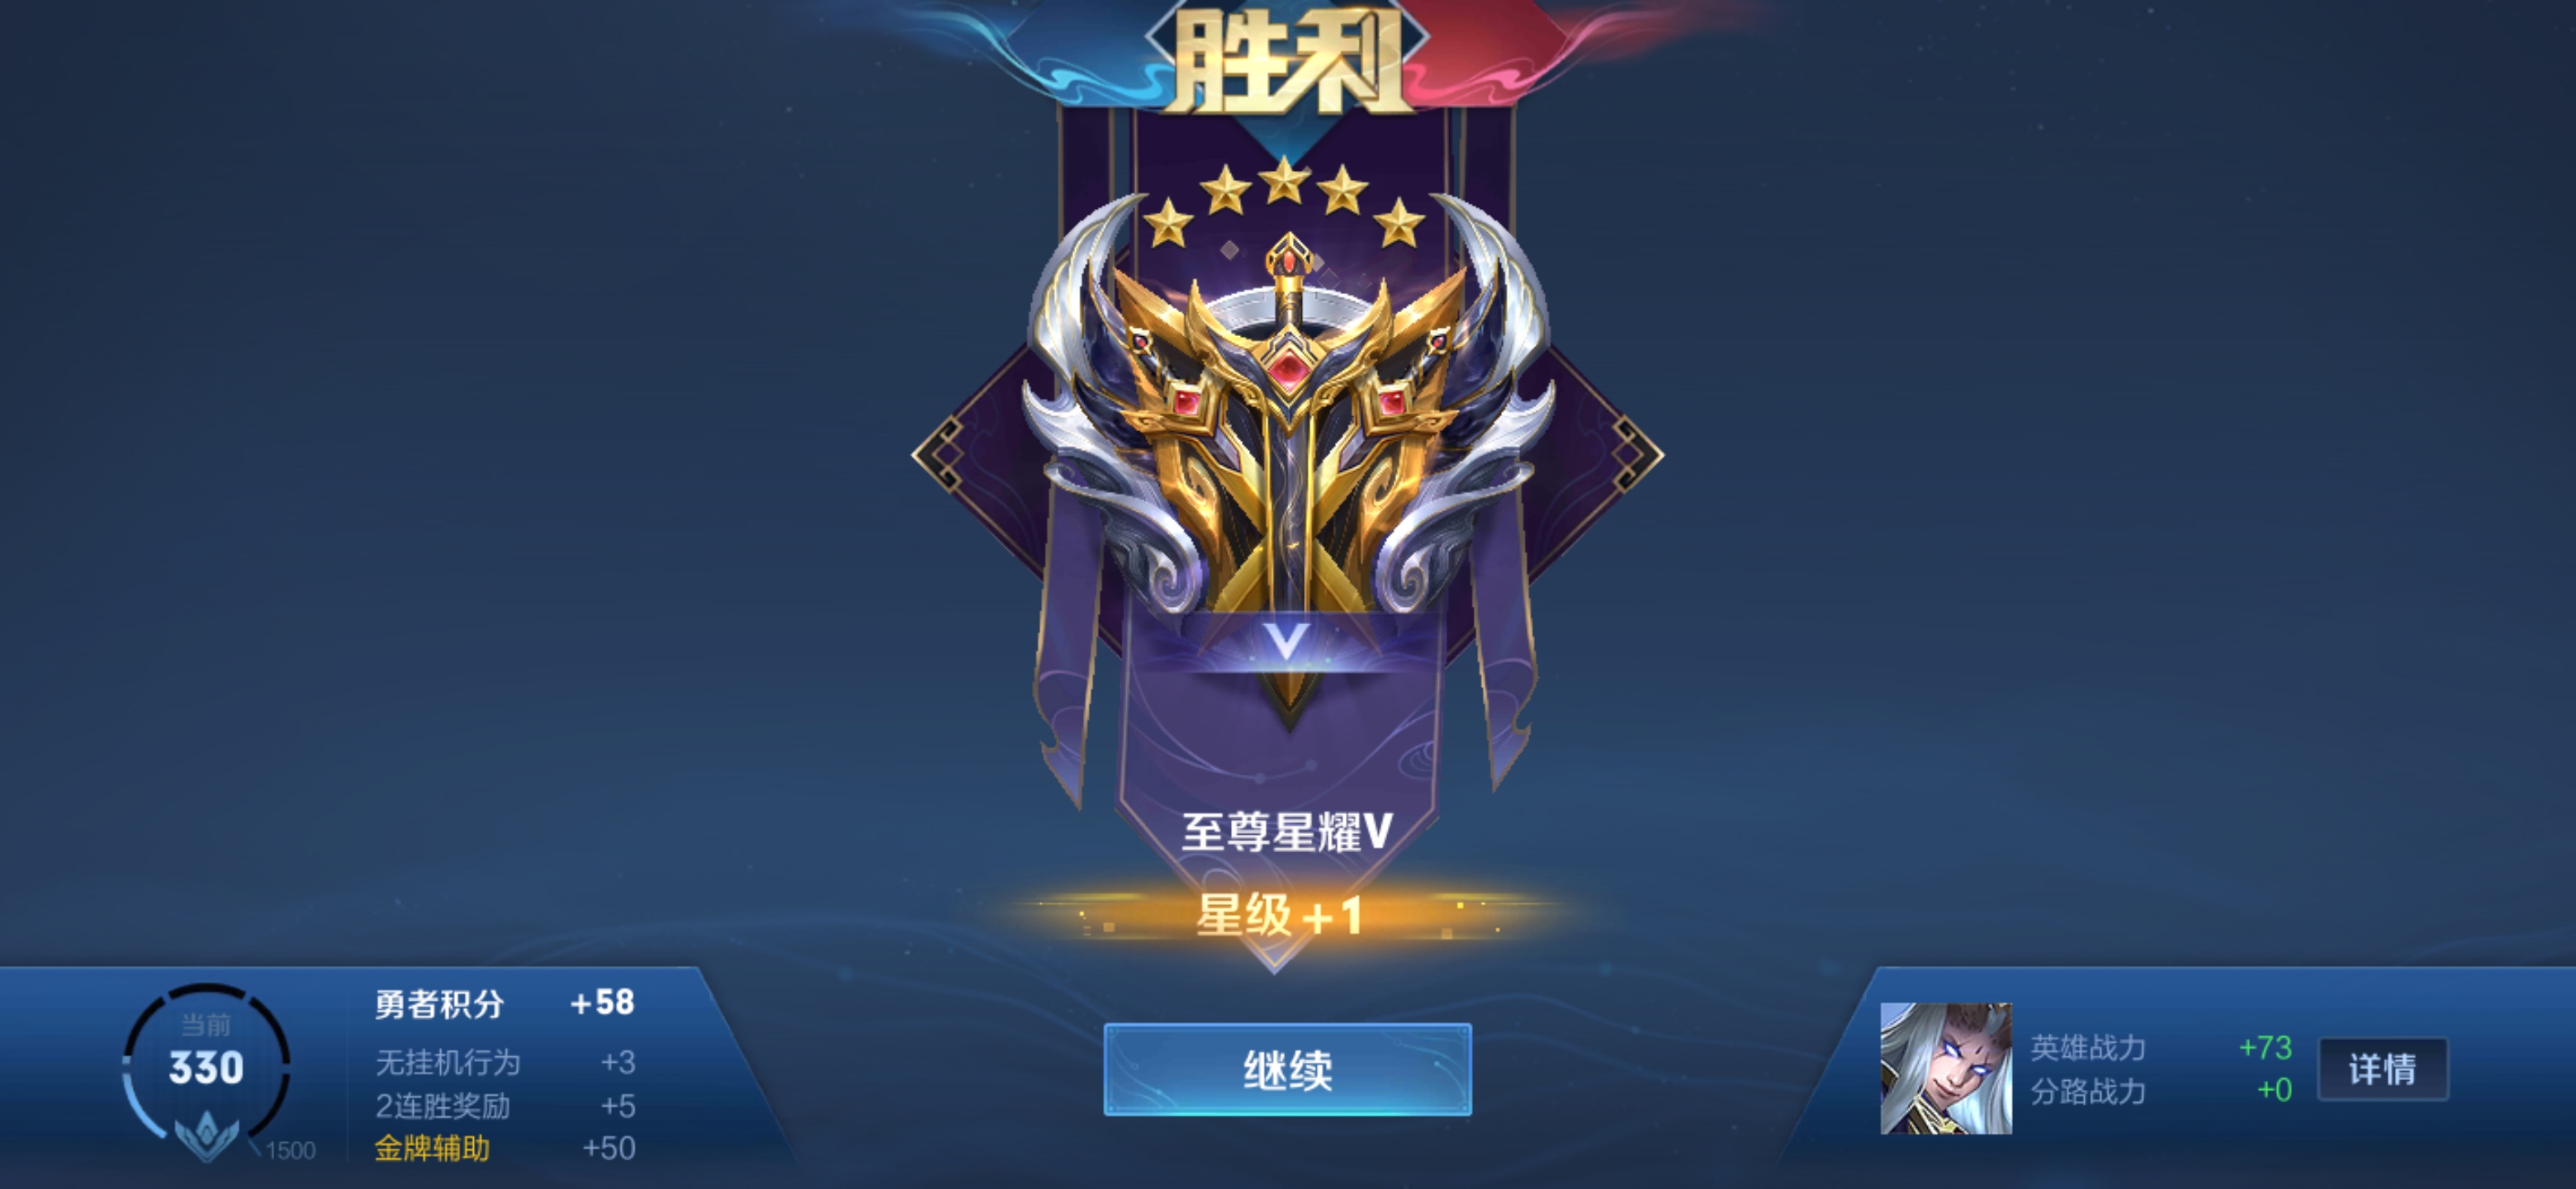 胜利
V
至尊星耀V
星级+1
当前
330
1500
勇者积分 +58
无挂机行为 +3
2连胜奖励 +5
金牌辅助 +50
继续
英雄战力 +73
分路战力 +0
详情